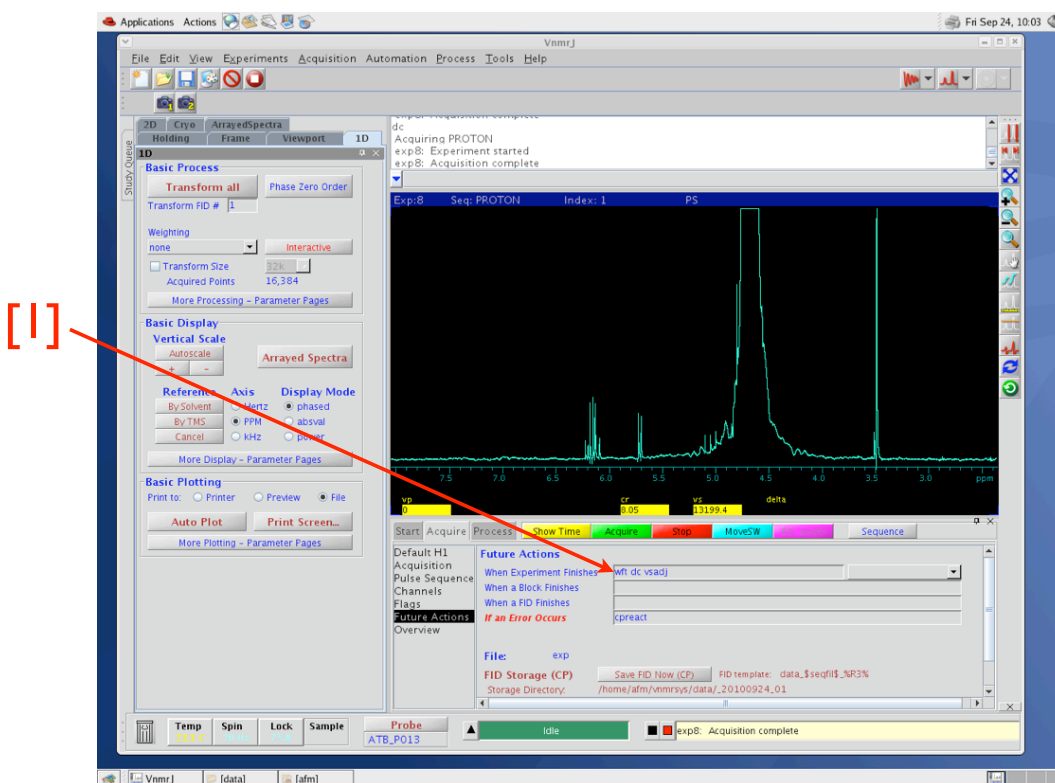 Applications Actions Fri Sep 24, 10:03
VnmrJ
File Edit View Experiments Acquisition Automation Process Tools Help
Study Queue
2D Cryo ArrayedSpectra
Holding Frame Viewport 1D
1D
Basic Process
Transform all Phase Zero Order
Transform FID # 1
Weighting
none Interactive
Transform Size 32k
Acquired Points 16,384
More Processing - Parameter Pages
Basic Display
Vertical Scale
Autoscale
+ -
Arrayed Spectra
Reference Axis Display Mode
By Solvent Hertz phased
By TMS PPM absval
Cancel kHz power
More Display - Parameter Pages
Basic Plotting
Print to: Printer Preview File
Auto Plot Print Screen...
More Plotting - Parameter Pages
[1]
exp8: Acquisition complete
dc
Acquiring PROTON
exp8: Experiment started
exp8: Acquisition complete
Exp:8 Seq: PROTON Index: 1 PS
7.5 7.0 6.5 6.0 5.5 5.0 4.5 4.0 3.5 3.0 ppm
vp cr vs delta
0 8.05 13199.4
Start Acquire Process Show Time Acquire Stop MoveSW Sequence
Default H1
Acquisition
Pulse Sequence
Channels
Flags
Future Actions
Overview
Future Actions
When Experiment Finishes wft dc vsadj
When a Block Finishes
When a FID Finishes
If an Error Occurs cpreact
File: exp
FID Storage (CP) Save FID Now (CP) FID template: data_$seqfil$_%R3%
Storage Directory: /home/afm/vnmrsys/data/_20100924_01
Temp Spin Lock Sample Probe
ATB_P013
Idle
exp8: Acquisition complete
VnmrJ [data] [afm]